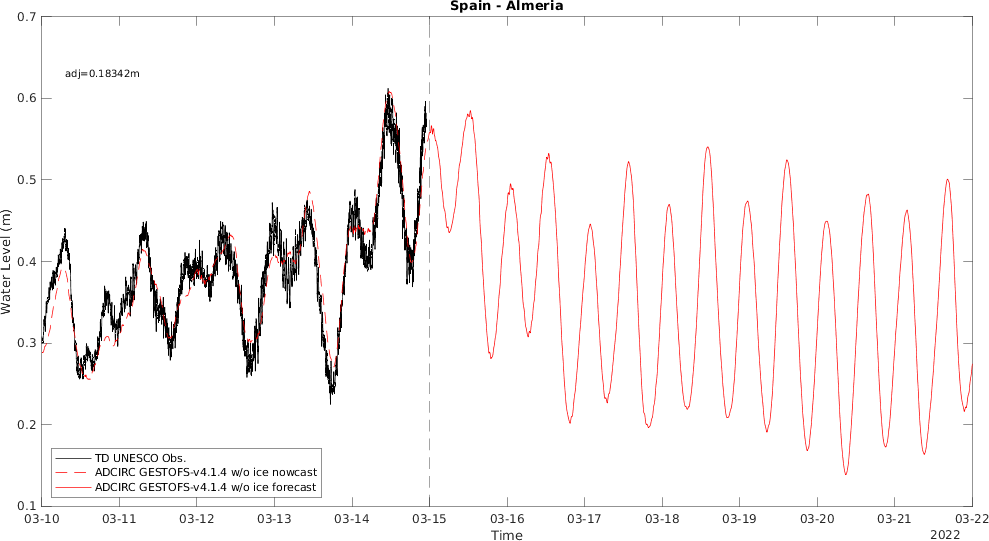 Spain - Almeria
0.7
0.6
0.5
0.4
0.3
0.2
0.1
Water Level (m)
adj=0.18342m
TD UNESCO Obs.
ADCIRC GESTOFS-v4.1.4 w/o ice nowcast
ADCIRC GESTOFS-v4.1.4 w/o ice forecast
03-10 03-11 03-12 03-13 03-14 03-15 03-16 03-17 03-18 03-19 03-20 03-21 03-22
Time
2022